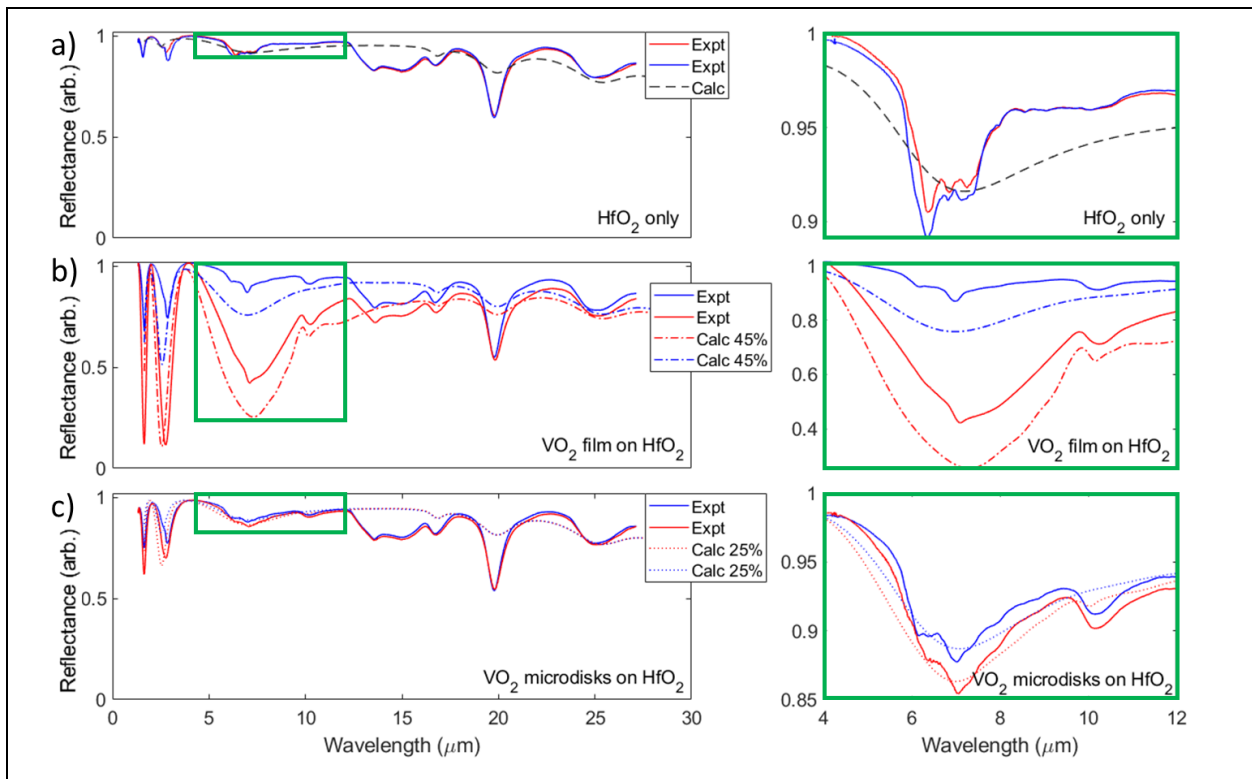 a)
1
0.5
0
Reflectance (arb.)
Expt
Expt
Calc
HfO2 only
1
0.95
0.9
HfO2 only
b)
1
0.5
0
Reflectance (arb.)
Expt
Expt
Calc 45%
Calc 45%
VO2 film on HfO2
1
0.8
0.6
0.4
VO2 film on HfO2
c)
1
0.5
0
Reflectance (arb.)
Expt
Expt
Calc 25%
Calc 25%
VO2 microdisks on HfO2
0 5 10 15 20 25 30
Wavelength (μm)
1
0.95
0.9
0.85
VO2 microdisks on HfO2
4 6 8 10 12
Wavelength (μm)